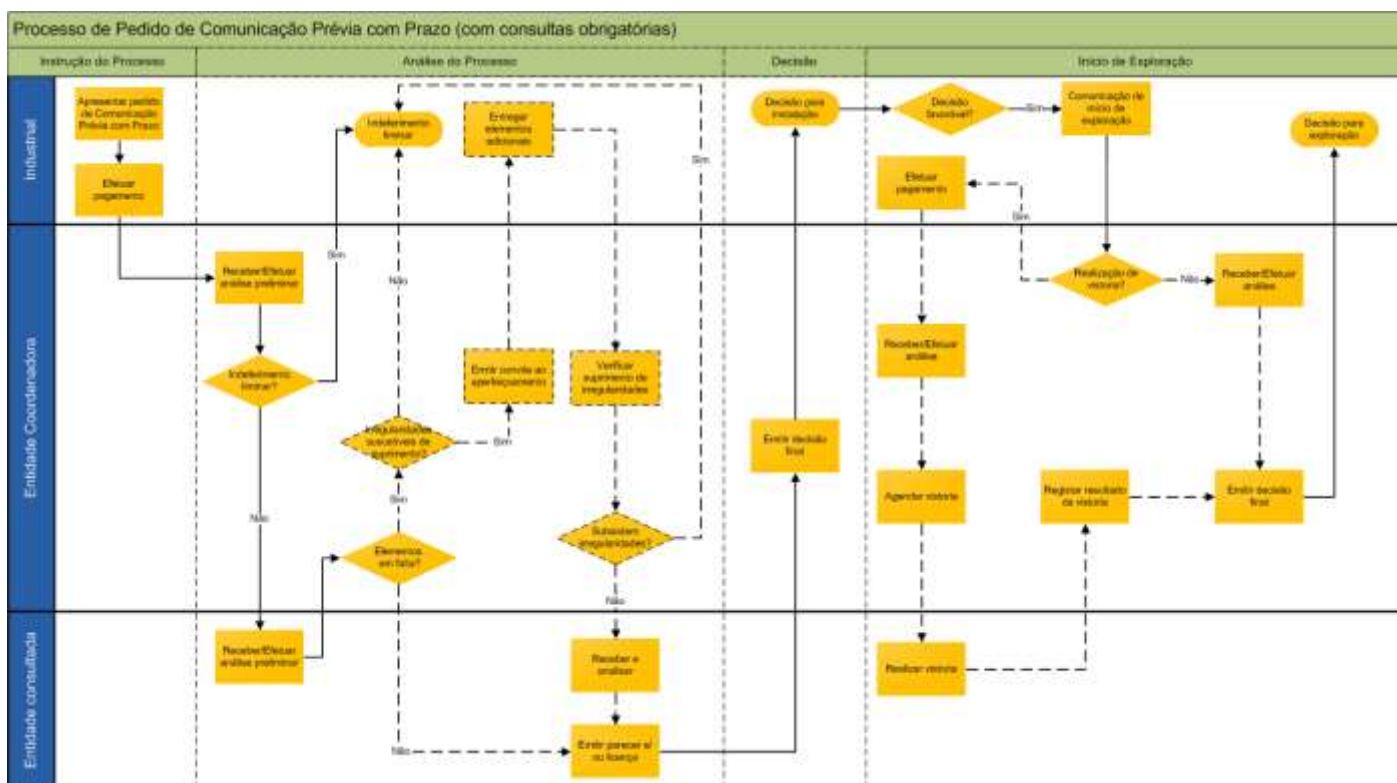 Processo de Pedido de Comunicação Prévia com Prazo (com consultas obrigatórias)
Instrução do Processo
Análise do Processo
Decisão
Início de Exploração
Industrial
Apresentar pedido
de Comunicação
Prévia com Prazo
Efetuar
pagamento
Indeferimento
liminar
Entregar
elementos
adicionais
Sim
Decisão para
instalação
Decisão
favorável?
Sim
Comunicação de
início de
exploração
Decisão para
exploração
Efetuar
pagamento
Sim
Entidade Coordenadora
Receber/Efetuar
análise preliminar
Sim
Não
Indeferimento
liminar?
Emitir convite ao
aperfeiçoamento
Verificar
suprimento de
irregularidades
Irregularidades
suscetíveis de
suprimento?
Sim
Sim
Não
Elementos
em falta?
Subsistem
irregularidades?
Não
Emitir decisão
final
Realização de
vistoria?
Não
Receber/Efetuar
análise
Receber/Efetuar
análise
Agendar vistoria
Registar resultado
da vistoria
Emitir decisão
final
Entidade consultada
Receber/Efetuar
análise preliminar
Receber e
analisar
Não
Emitir parecer e/
ou licença
Realizar vistoria